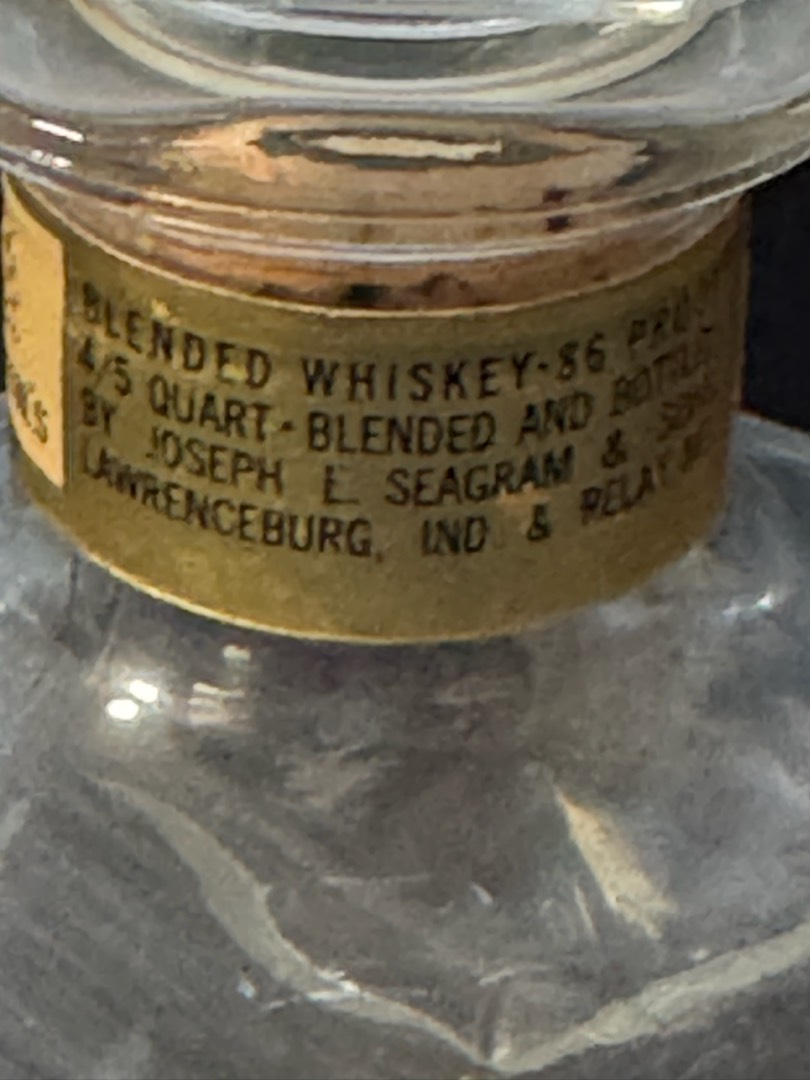 BLENDED WHISKEY-86
4/5 QUART-BLENDED AND
BY JOSEPH E. SEAGRAM &
LAWRENCEBURG, IND. & RELAY